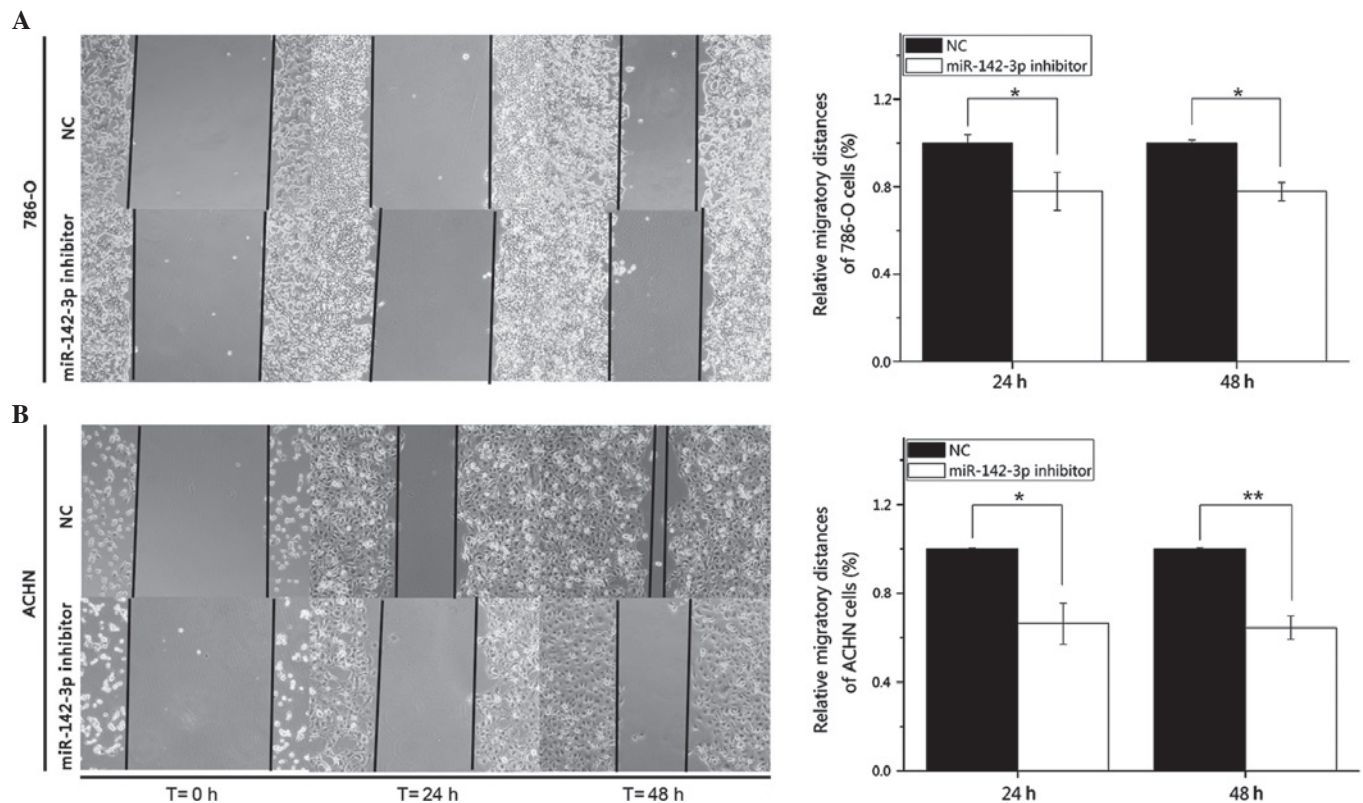 A
786-O
NC
miR-142-3p inhibitor
NC
miR-142-3p inhibitor
Relative migratory distances
of 786-O cells (%)
1.2
0.8
0.4
0.0
*
*
24 h
48 h
B
ACHN
NC
miR-142-3p inhibitor
T= 0 h
T= 24 h
T= 48 h
NC
miR-142-3p inhibitor
Relative migratory distances
of ACHN cells (%)
1.2
0.8
0.4
0.0
*
**
24 h
48 h